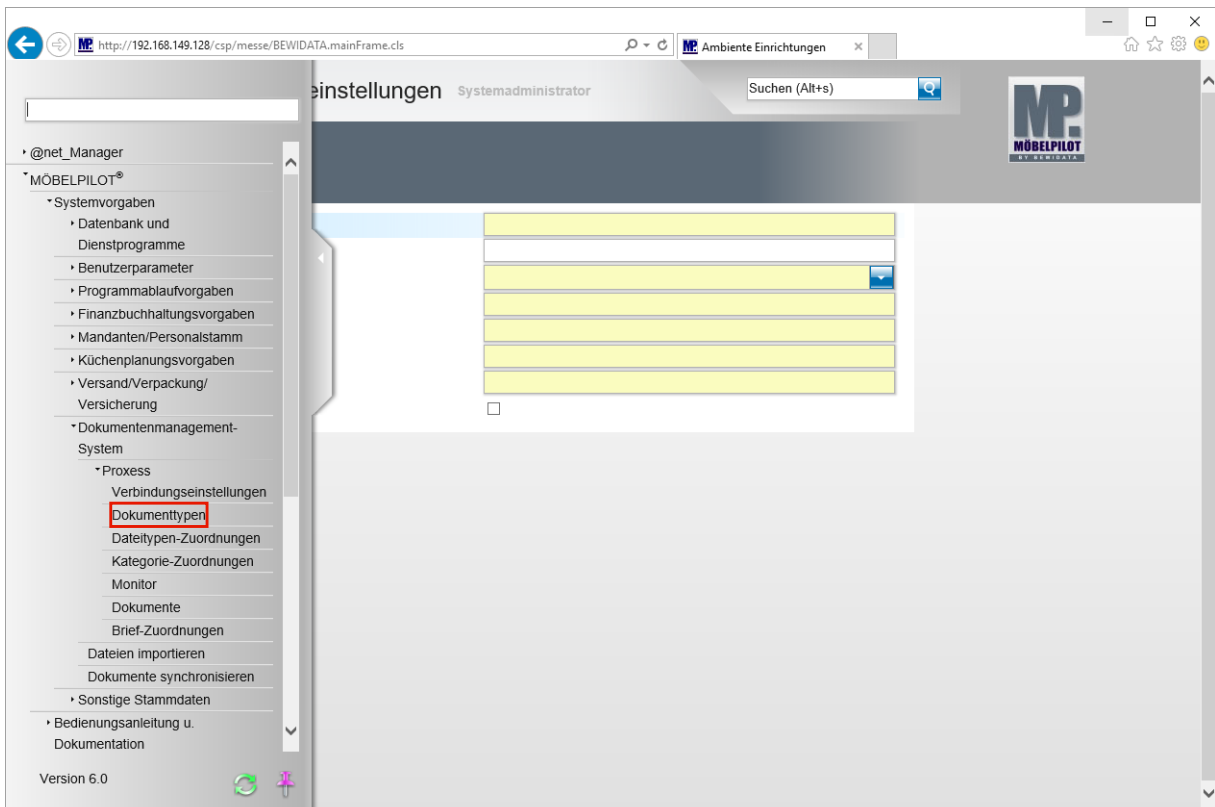 http://192.168.149.128/csp/messe/BEWIDATA.mainFrame.cls
Ambiente Einrichtungen
einstellungen Systemadministrator
Suchen (Alt+s)
MP.
MÖBELPILOT
BY BEWIDATA
@net_Manager
MÖBELPILOT®
Systemvorgaben
Datenbank und
Dienstprogramme
Benutzerparameter
Programmablaufvorgaben
Finanzbuchhaltungsvorgaben
Mandanten/Personalstamm
Küchenplanungsvorgaben
Versand/Verpackung/
Versicherung
Dokumentenmanagement-
System
Proxess
Verbindungseinstellungen
Dokumenttypen
Dateitypen-Zuordnungen
Kategorie-Zuordnungen
Monitor
Dokumente
Brief-Zuordnungen
Dateien importieren
Dokumente synchronisieren
Sonstige Stammdaten
Bedienungsanleitung u.
Dokumentation
Version 6.0